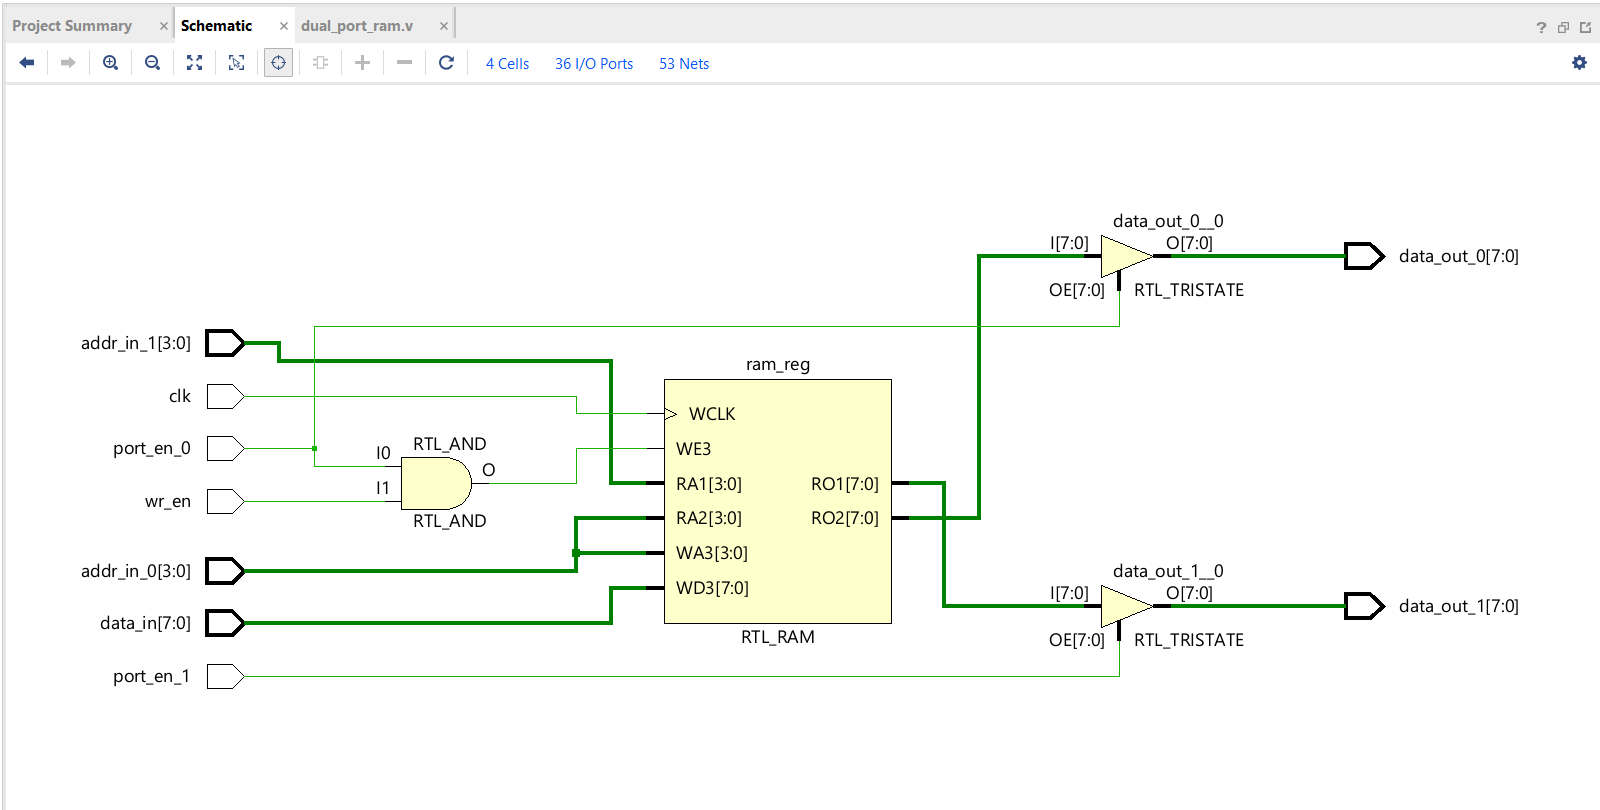 Project Summary × Schematic × dual_port_ram.v ×
?
4 Cells 36 I/O Ports 53 Nets
data_out_0__0
I[7:0] O[7:0]
data_out_0[7:0]
OE[7:0] RTL_TRISTATE
addr_in_1[3:0]
ram_reg
clk
WCLK
port_en_0
RTL_AND
I0
WE3
O
I1
RA1[3:0] RO1[7:0]
wr_en
RTL_AND
RA2[3:0] RO2[7:0]
WA3[3:0]
addr_in_0[3:0]
data_out_1__0
WD3[7:0]
I[7:0] O[7:0]
data_out_1[7:0]
data_in[7:0]
RTL_RAM
OE[7:0] RTL_TRISTATE
port_en_1